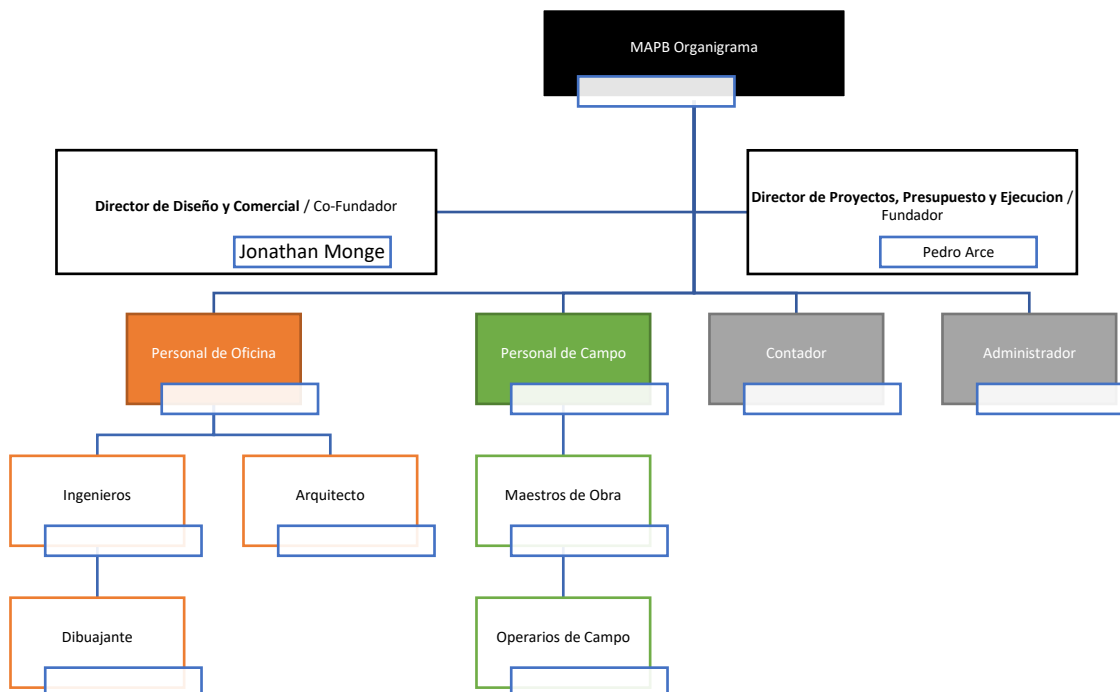 MAPB Organigrama
Director de Diseño y Comercial / Co-Fundador
Jonathan Monge
Director de Proyectos, Presupuesto y Ejecucion /
Fundador
Pedro Arce
Personal de Oficina
Personal de Campo
Contador
Administrador
Ingenieros
Arquitecto
Maestros de Obra
Dibuajante
Operarios de Campo